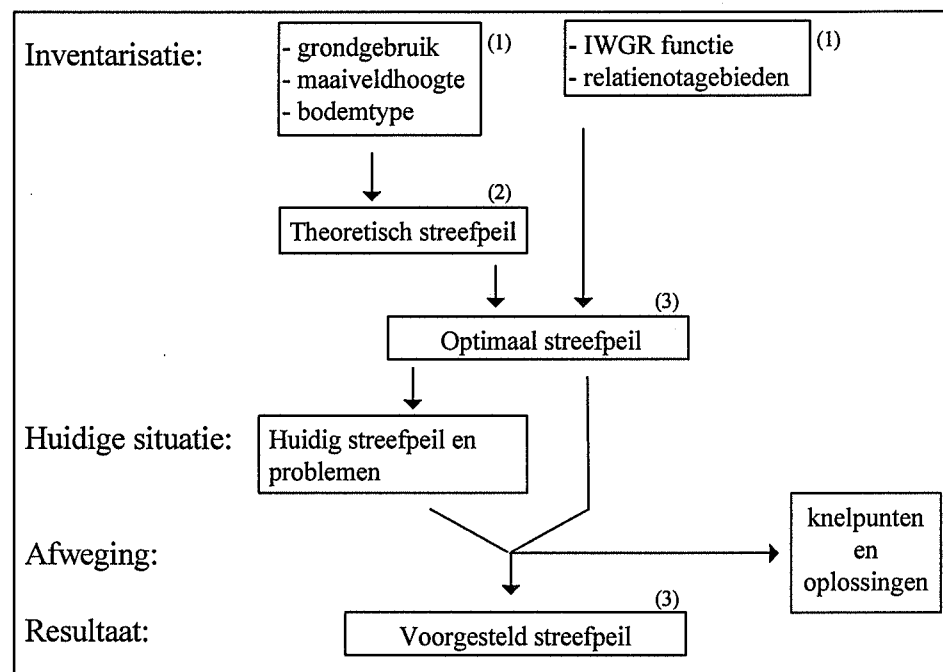 Inventarisatie:
- grondgebruik
- maaiveldhoogte
- bodemtype
(1)
- IWGR functie
- relatienotagebieden
(1)
(2)
Theoretisch streefpeil
(3)
Optimaal streefpeil
Huidige situatie:
Huidig streefpeil en
problemen
Afweging:
knelpunten
en
oplossingen
Resultaat:
(3)
Voorgesteld streefpeil